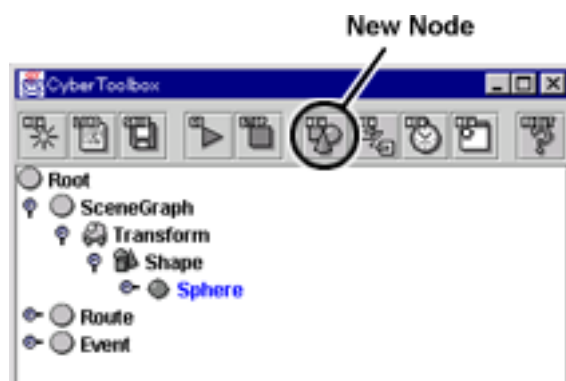 New Node
CyberToolbox
Root
SceneGraph
Transform
Shape
Sphere
Route
Event